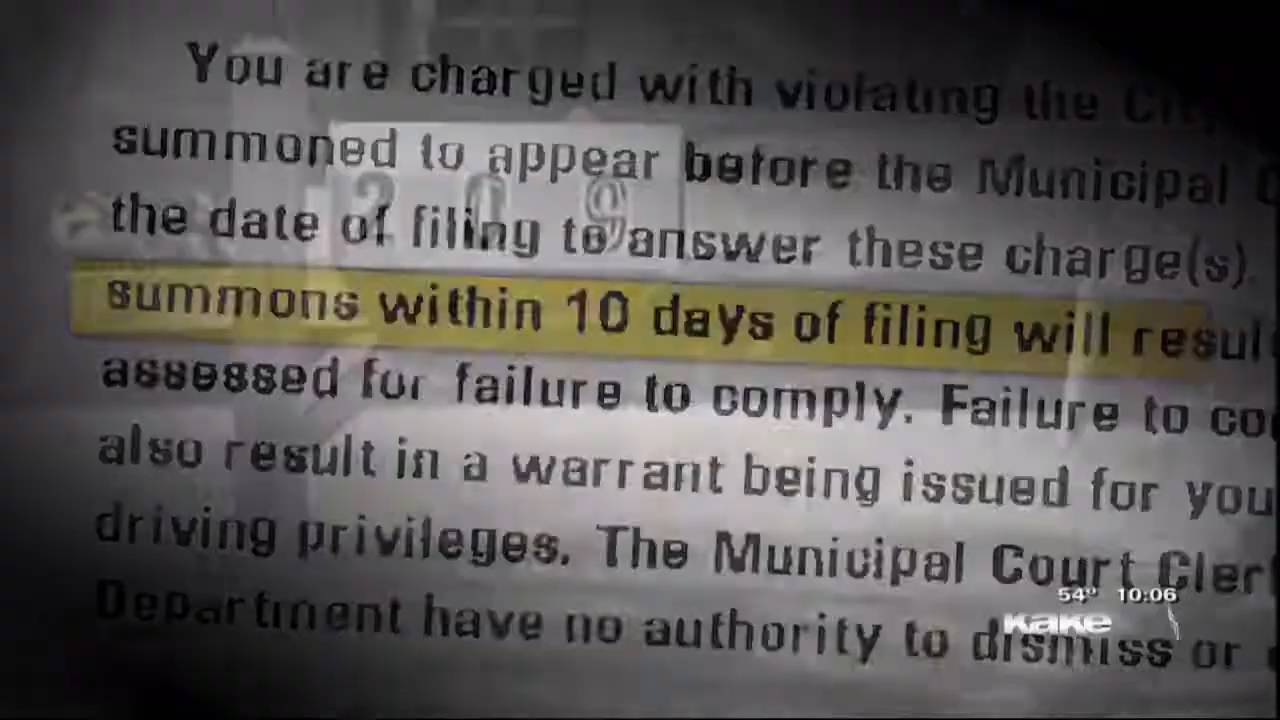 You are charged with violating the
summoned to appear before the Municipal
the date of filing to answer these charge(s).
summons within 10 days of filing will resul
assessed for failure to comply. Failure to co
also result in a warrant being issued for you
driving privileges. The Municipal Court Cler
Department have no authority to dismiss or
209
54° 10:06
KAKE